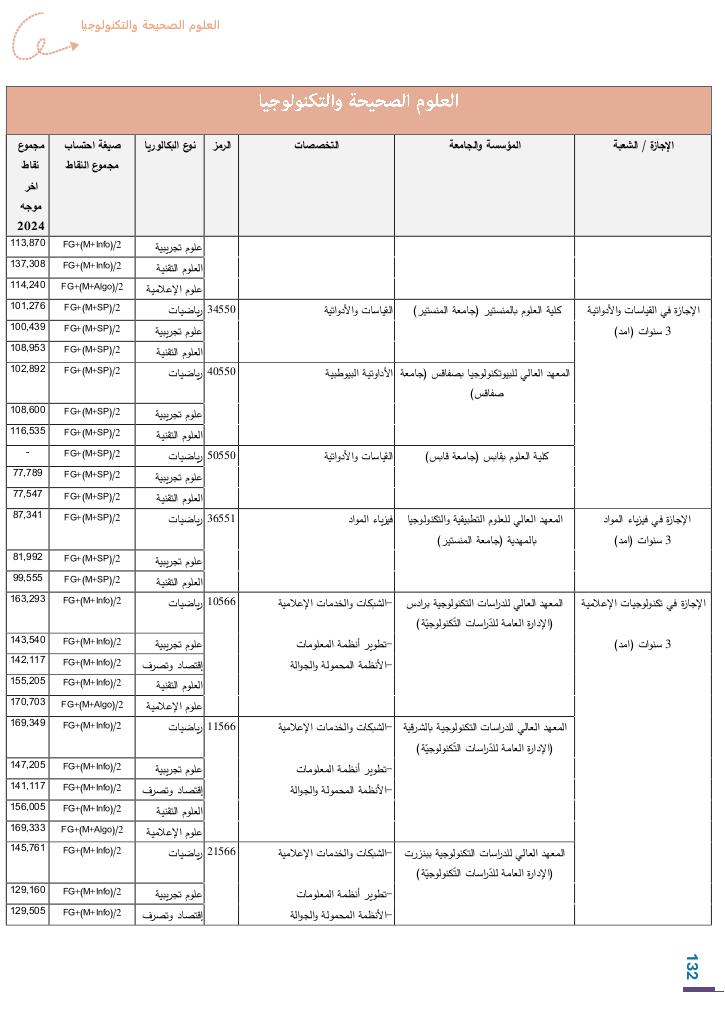 العلوم الصحيحة والتكنولوجيا
العلوم الصحيحة والتكنولوجيا
الإجازة / الشعبة | المؤسسة والجامعة | التخصصات | الرمز | نوع البكالوريا | صيغة احتساب مجموع النقاط | مجموع نقاط اخر موجه 2024
علوم تجريبية | FG+(M+Info)/2 | 113,870
العلوم التقنية | FG+(M+Info)/2 | 137,308
علوم الإعلامية | FG+(M+Algo)/2 | 114,240
الإجازة في القياسات والأدواتية | كلية العلوم بالمنستير (جامعة المنستير) | القياسات والأدواتية | 34550 | رياضيات | FG+(M+SP)/2 | 101,276
3 سنوات (امد) | علوم تجريبية | FG+(M+SP)/2 | 100,439
العلوم التقنية | FG+(M+SP)/2 | 108,953
المعهد العالي للبيوتكنولوجيا بصفاقس (جامعة | الأداوتية البيوطبية | 40550 | رياضيات | FG+(M+SP)/2 | 102,892
صفاقس)
علوم تجريبية | FG+(M+SP)/2 | 108,600
العلوم التقنية | FG+(M+SP)/2 | 116,535
كلية العلوم بقابس (جامعة قابس) | القياسات والأدواتية | 50550 | رياضيات | FG+(M+SP)/2 | -
علوم تجريبية | FG+(M+SP)/2 | 77,789
العلوم التقنية | FG+(M+SP)/2 | 77,547
الإجازة في فيزياء المواد | المعهد العالي للعلوم التطبيقية والتكنولوجيا | فيزياء المواد | 36551 | رياضيات | FG+(M+SP)/2 | 87,341
3 سنوات (امد) | بالمهدية (جامعة المنستير)
علوم تجريبية | FG+(M+SP)/2 | 81,992
العلوم التقنية | FG+(M+SP)/2 | 99,555
الإجازة في تكنولوجيات الإعلامية | المعهد العالي للدراسات التكنولوجية برادس | –الشبكات والخدمات الإعلامية | 10566 | رياضيات | FG+(M+Info)/2 | 163,293
(الإدارة العامة للدّراسات التّكنولوجيّة)
3 سنوات (امد) | –تطوير أنظمة المعلومات | علوم تجريبية | FG+(M+Info)/2 | 143,540
–الأنظمة المحمولة والجوالة | إقتصاد وتصرف | FG+(M+Info)/2 | 142,117
العلوم التقنية | FG+(M+Info)/2 | 155,205
علوم الإعلامية | FG+(M+Algo)/2 | 170,703
المعهد العالي للدراسات التكنولوجية بالشرقية | –الشبكات والخدمات الإعلامية | 11566 | رياضيات | FG+(M+Info)/2 | 169,349
(الإدارة العامة للدّراسات التّكنولوجيّة)
–تطوير أنظمة المعلومات | علوم تجريبية | FG+(M+Info)/2 | 147,205
–الأنظمة المحمولة والجوالة | إقتصاد وتصرف | FG+(M+Info)/2 | 141,117
العلوم التقنية | FG+(M+Info)/2 | 156,005
علوم الإعلامية | FG+(M+Algo)/2 | 169,333
المعهد العالي للدراسات التكنولوجية ببنزرت | –الشبكات والخدمات الإعلامية | 21566 | رياضيات | FG+(M+Info)/2 | 145,761
(الإدارة العامة للدّراسات التّكنولوجيّة)
–تطوير أنظمة المعلومات | علوم تجريبية | FG+(M+Info)/2 | 129,160
–الأنظمة المحمولة والجوالة | إقتصاد وتصرف | FG+(M+Info)/2 | 129,505
132